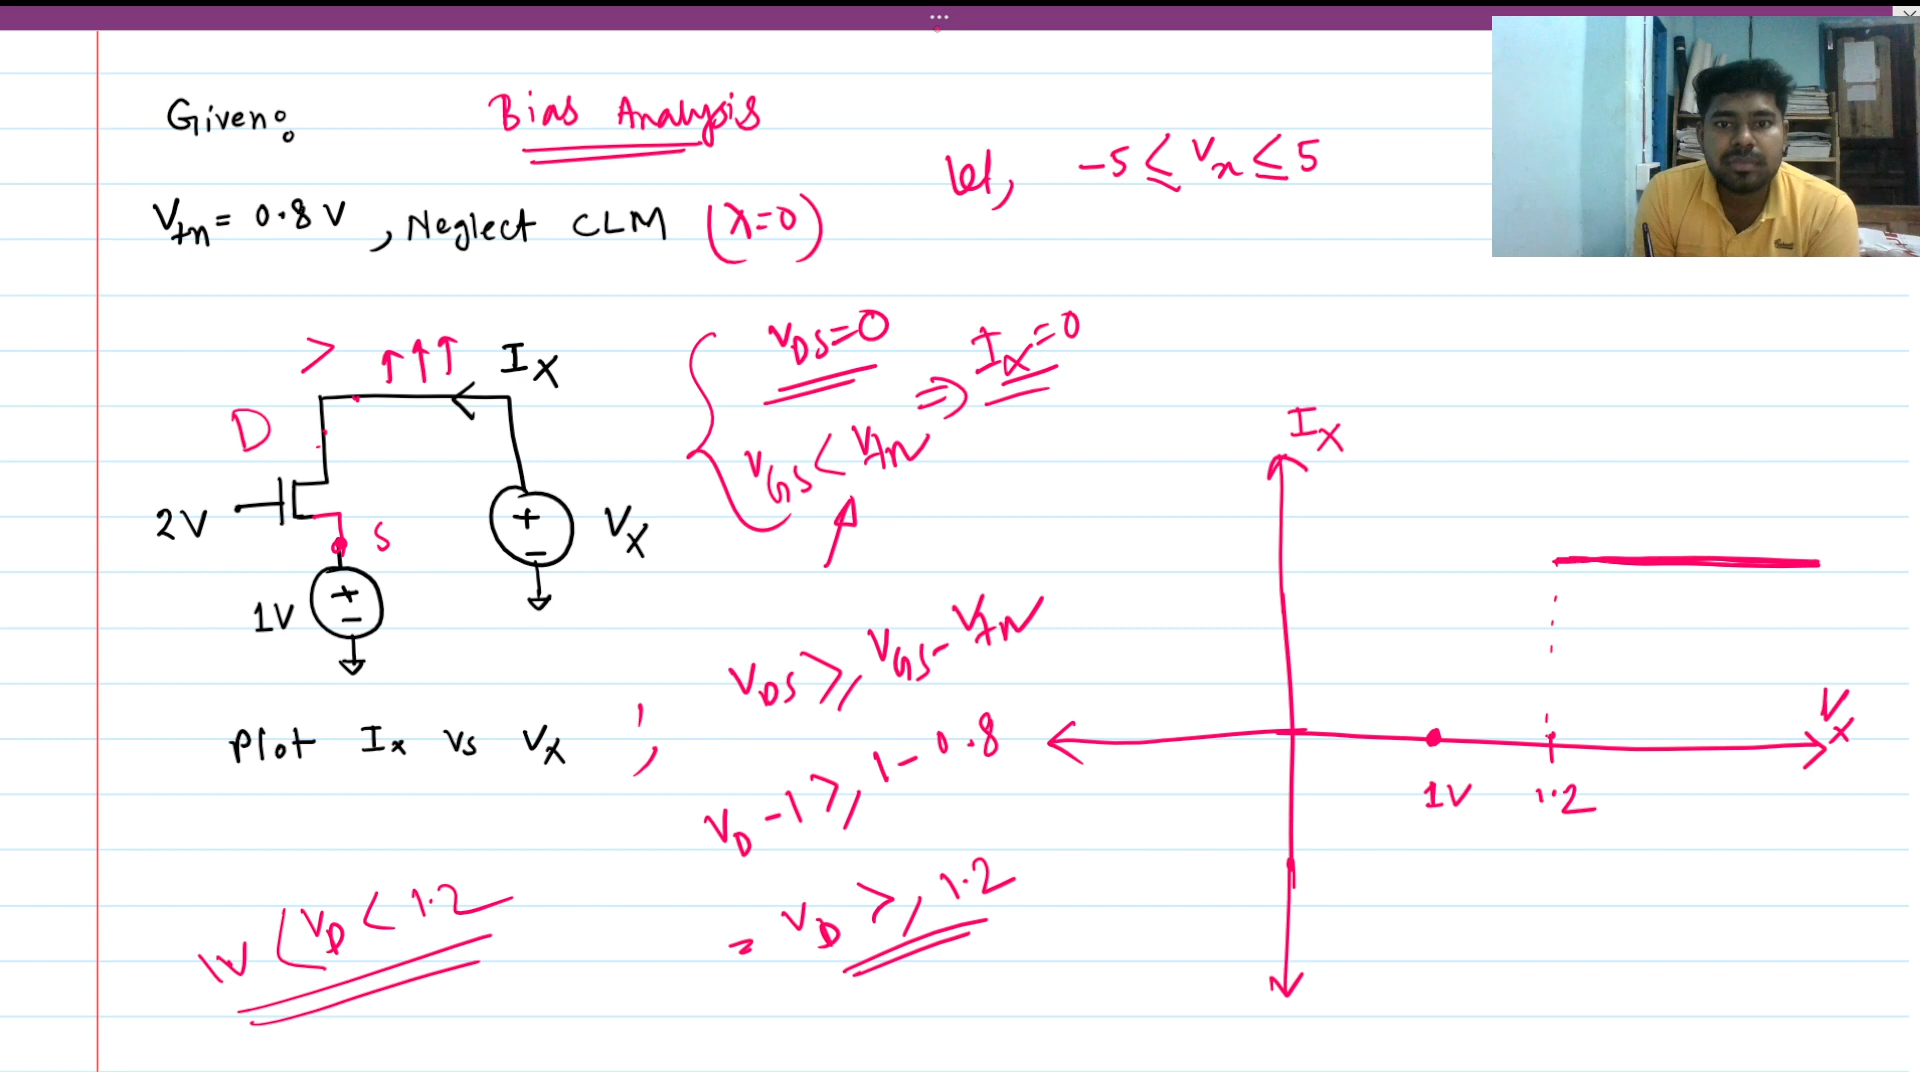 Given:
Bias Analysis
Let, -5 ≤ Vx ≤ 5
Vtn = 0.8 V, Neglect CLM (λ=0)
> ↑↑↑ IX
D
2V
S
VX
1V
VDS=0
VGS < VtN
⇒ Ix=0
Plot Ix vs VX ;
VDS ≥ VGS - VtN
VD - 1 ≥ 1 - 0.8
= VD ≥ 1.2
1V < VD < 1.2
IX
VX
1V 1.2